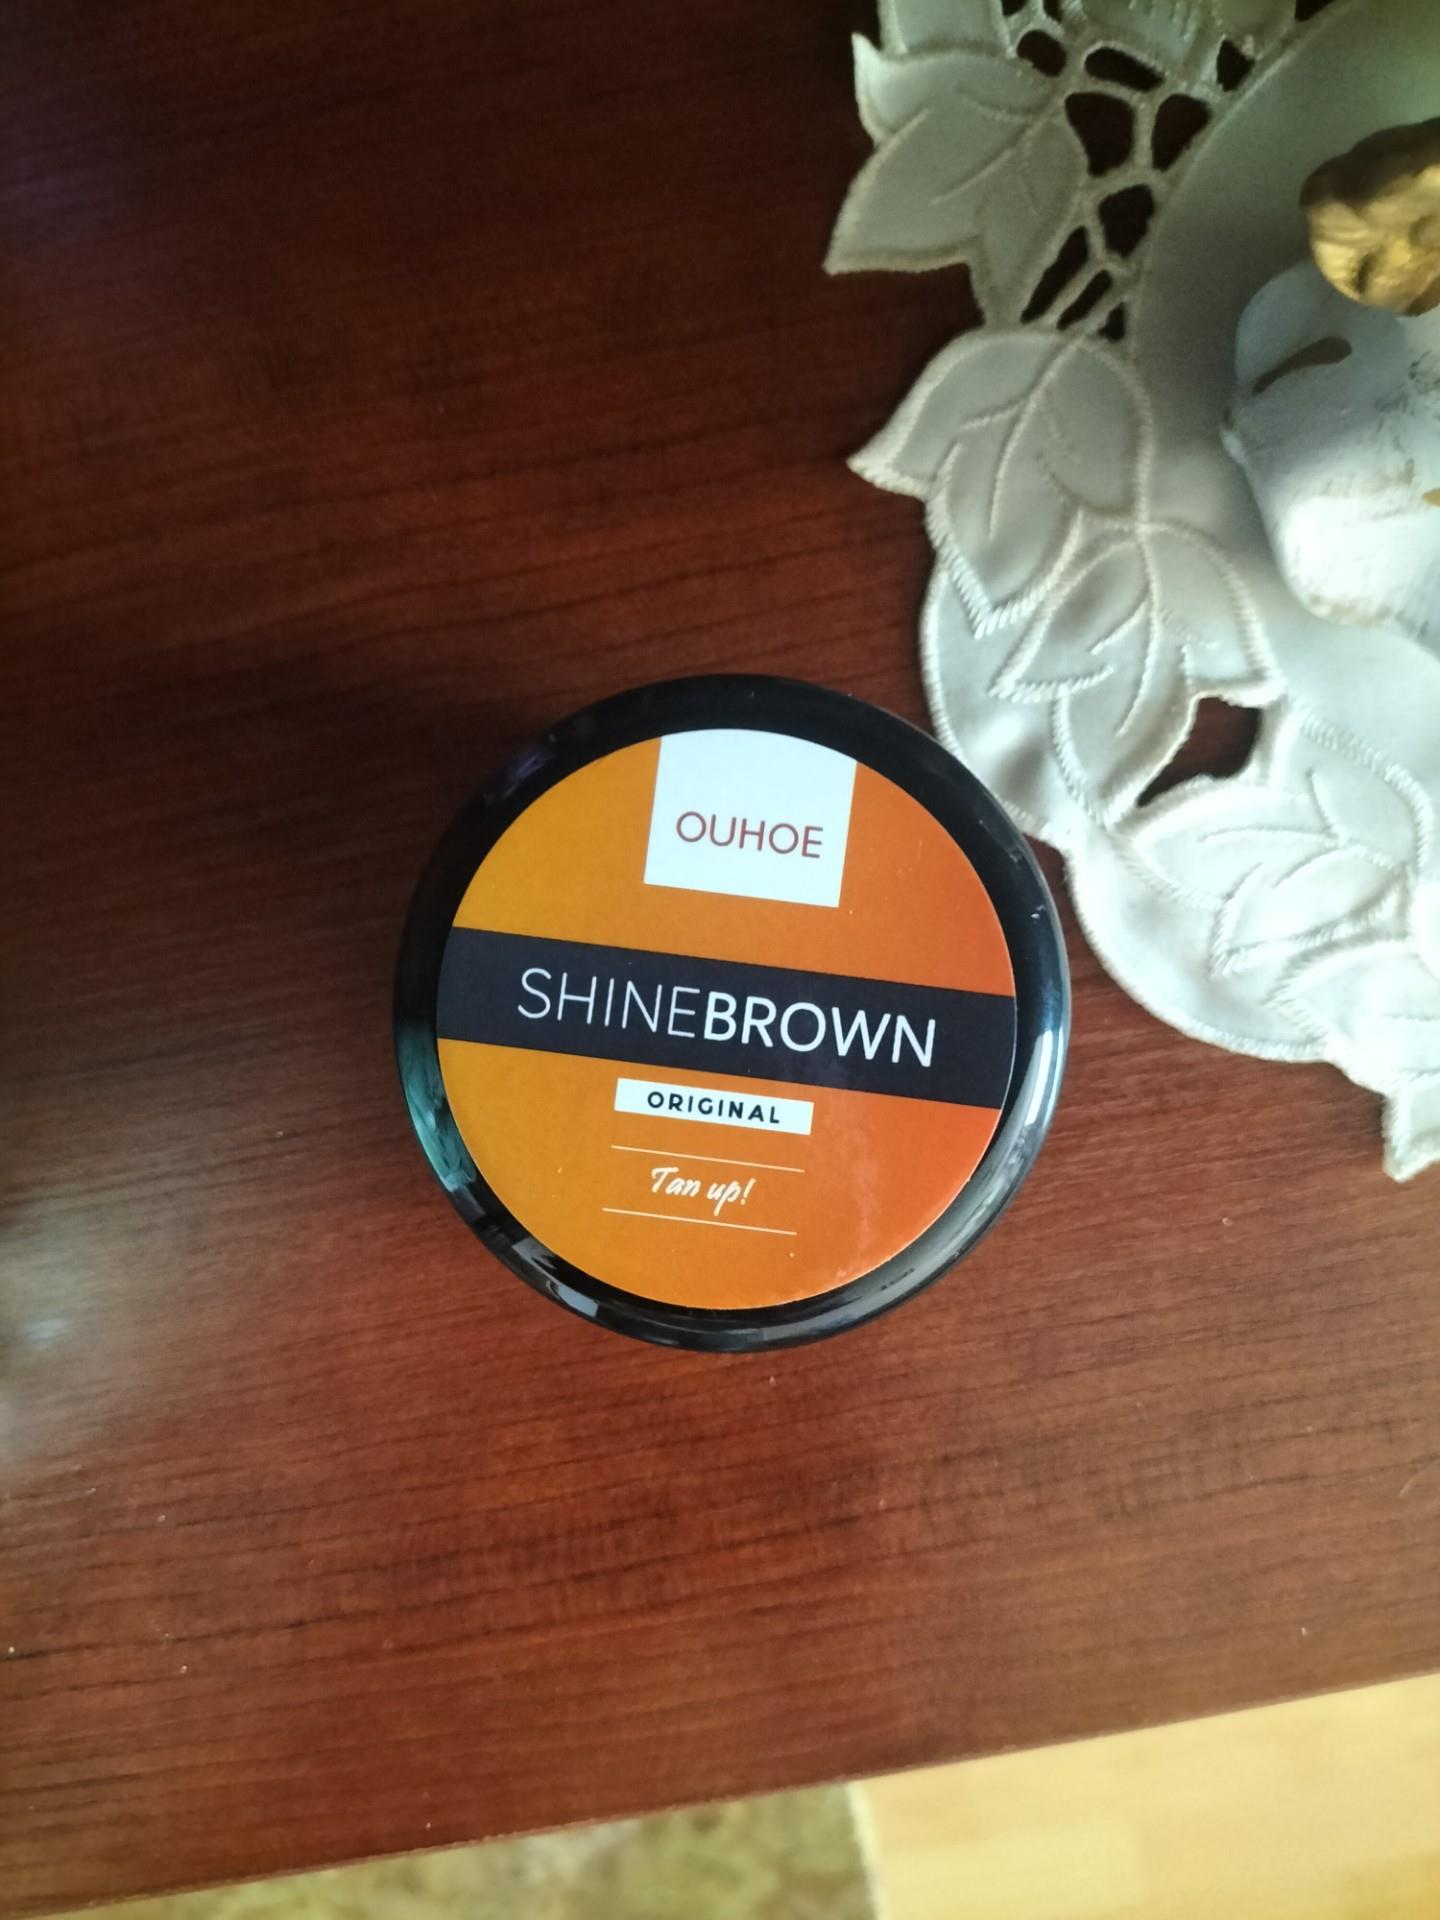 OUHOE
SHINEBROWN
ORIGINAL
Tan up!